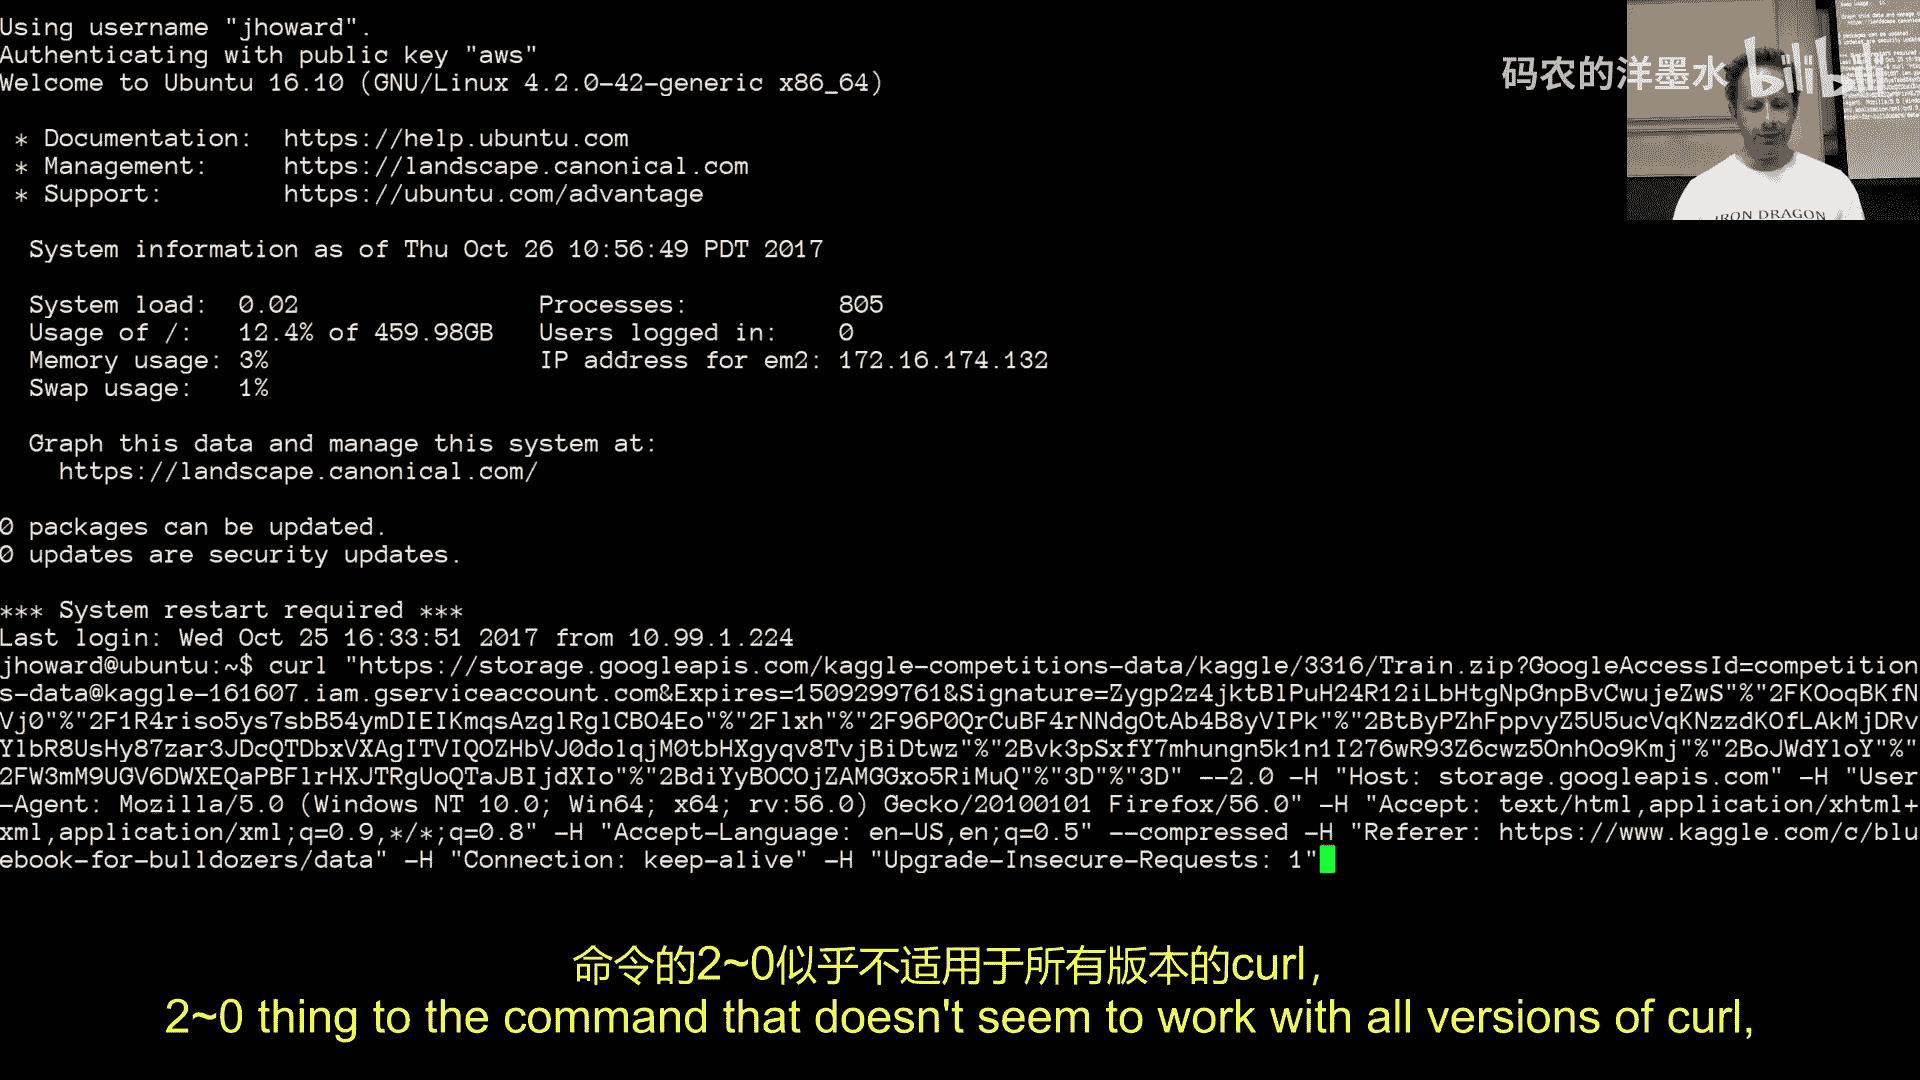 Using username "jhoward".
Authenticating with public key "aws"
Welcome to Ubuntu 16.10 (GNU/Linux 4.2.0-42-generic x86_64)
* Documentation:  https://help.ubuntu.com
* Management:     https://landscape.canonical.com
* Support:        https://ubuntu.com/advantage
System information as of Thu Oct 26 10:56:49 PDT 2017
System load:  0.02                Processes:          805
Usage of /:   12.4% of 459.98GB   Users logged in:    0
Memory usage: 3%                  IP address for em2: 172.16.174.132
Swap usage:   1%
Graph this data and manage this system at:
https://landscape.canonical.com/
0 packages can be updated.
0 updates are security updates.
*** System restart required ***
Last login: Wed Oct 25 16:33:51 2017 from 10.99.1.224
jhoward@ubuntu:~$ curl "https://storage.googleapis.com/kaggle-competitions-data/kaggle/3316/Train.zip?GoogleAccessId=competition
s-data@kaggle-161607.iam.gserviceaccount.com&Expires=1509299761&Signature=Zygp2z4jktBlPuH24R12iLbHtgNpGnpBvCwujeZwS"%"2FKOoqBKfN
Vj0"%"2F1R4riso5ys7sbB54ymDIEIKmqsAzglRglCBO4Eo"%"2Flxh"%"2F96P0QrCuBF4rNNdgOtAb4B8yVIPk"%"2BtByPZhFppvyZ5U5ucVqKNzzdKOfLAkMjDRv
YlbR8UsHy87zar3JDcQTDbxVXAgITVIQOZHbVJ0dolqjM0tbHXgyqv8TvjBiDtwz"%"2Bvk3pSxfY7mhungn5k1n1I276wR93Z6cwz5OnhOo9Kmj"%"2BoJWdYloY"%"
2FW3mM9UGV6DWXEQaPBFlrHXJTRgUoQTaJBIjdXIo"%"2BdiYyBOCOjZAMGGxo5RiMuQ"%"3D"%"3D" --2.0 -H "Host: storage.googleapis.com" -H "User
-Agent: Mozilla/5.0 (Windows NT 10.0; Win64; x64; rv:56.0) Gecko/20100101 Firefox/56.0" -H "Accept: text/html,application/xhtml+
xml,application/xml;q=0.9,*/*;q=0.8" -H "Accept-Language: en-US,en;q=0.5" --compressed -H "Referer: https://www.kaggle.com/c/blu
ebook-for-bulldozers/data" -H "Connection: keep-alive" -H "Upgrade-Insecure-Requests: 1"
码农的洋墨水 bilibili
IRON DRAGON
命令的2~0似乎不适用于所有版本的curl,
2~0 thing to the command that doesn't seem to work with all versions of curl,